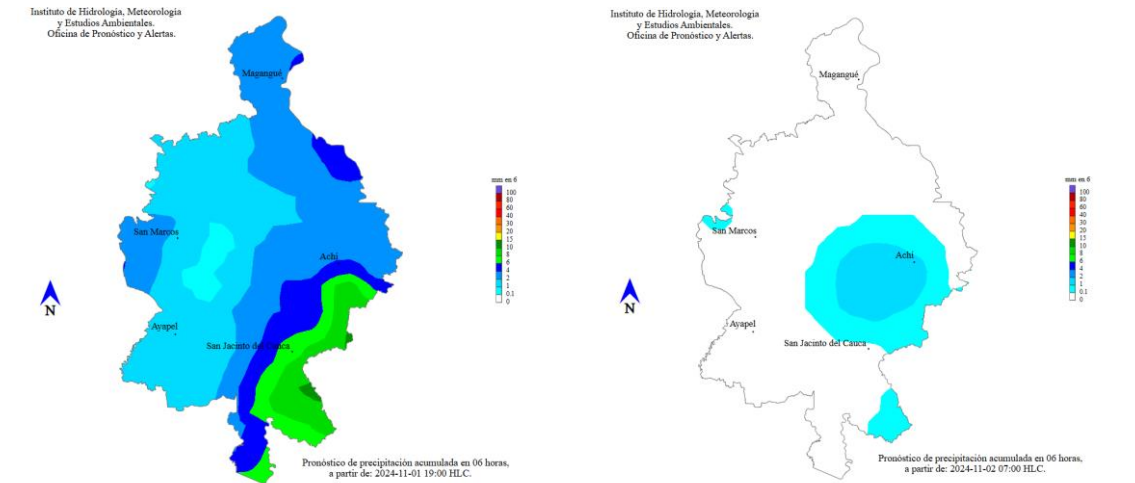 Instituto de Hidrología, Meteorología
y Estudios Ambientales.
Oficina de Pronóstico y Alertas.
Magangué
San Marcos
Achí
Ayapel
San Jacinto del Cauca
mm en 6
100
80
60
40
30
20
15
10
8
6
4
2
1
0.1
0
N
Pronóstico de precipitación acumulada en 06 horas,
a partir de: 2024-11-01 19:00 HLC.
Instituto de Hidrología, Meteorología
y Estudios Ambientales.
Oficina de Pronóstico y Alertas.
Magangué
San Marcos
Achí
Ayapel
San Jacinto del Cauca
mm en 6
100
80
60
40
30
20
15
10
8
6
4
2
1
0.1
0
N
Pronóstico de precipitación acumulada en 06 horas,
a partir de: 2024-11-02 07:00 HLC.